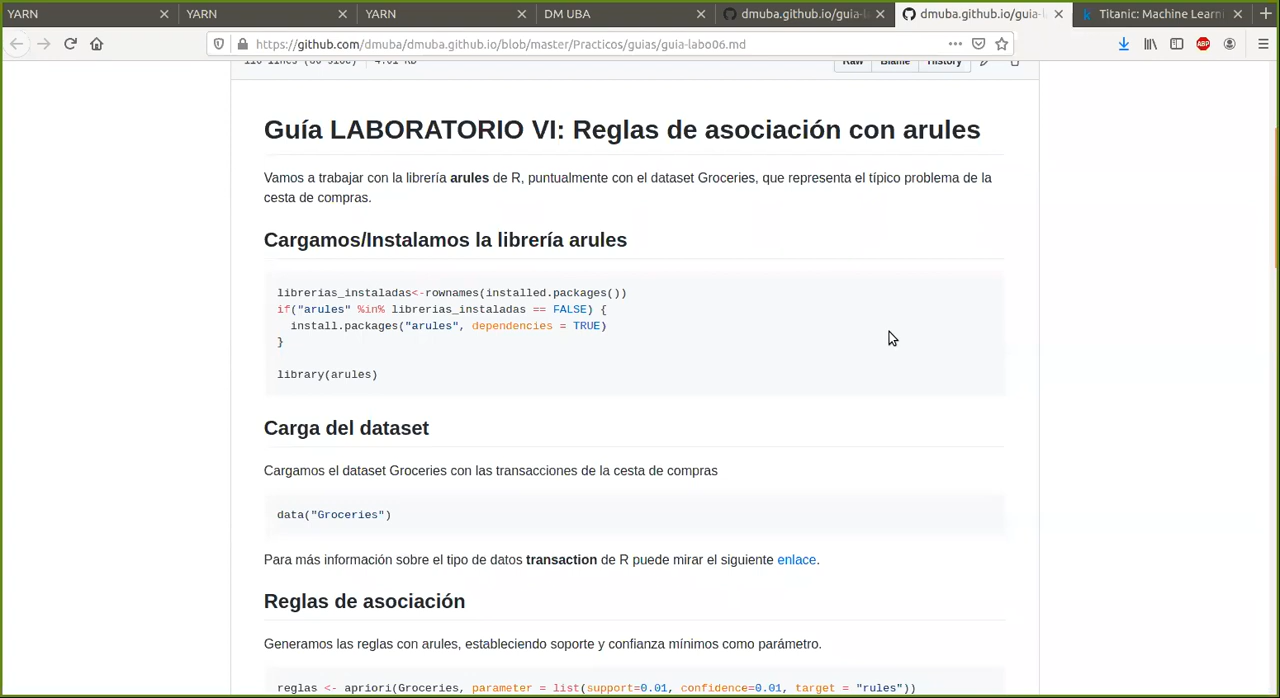 YARN
YARN
YARN
DM UBA
dmuba.github.io/guia-
dmuba.github.io/guia-
Titanic: Machine Learni
https://github.com/dmuba/dmuba.github.io/blob/master/Practicos/guias/guia-labo06.md
ABP
Raw Blame History
Guía LABORATORIO VI: Reglas de asociación con arules
Vamos a trabajar con la librería arules de R, puntualmente con el dataset Groceries, que representa el típico problema de la
cesta de compras.
Cargamos/Instalamos la librería arules
librerias_instaladas<-rownames(installed.packages())
if("arules" %in% librerias_instaladas == FALSE) {
install.packages("arules", dependencies = TRUE)
}
library(arules)
Carga del dataset
Cargamos el dataset Groceries con las transacciones de la cesta de compras
data("Groceries")
Para más información sobre el tipo de datos transaction de R puede mirar el siguiente enlace.
Reglas de asociación
Generamos las reglas con arules, estableciendo soporte y confianza mínimos como parámetro.
reglas <- apriori(Groceries, parameter = list(support=0.01, confidence=0.01, target = "rules"))